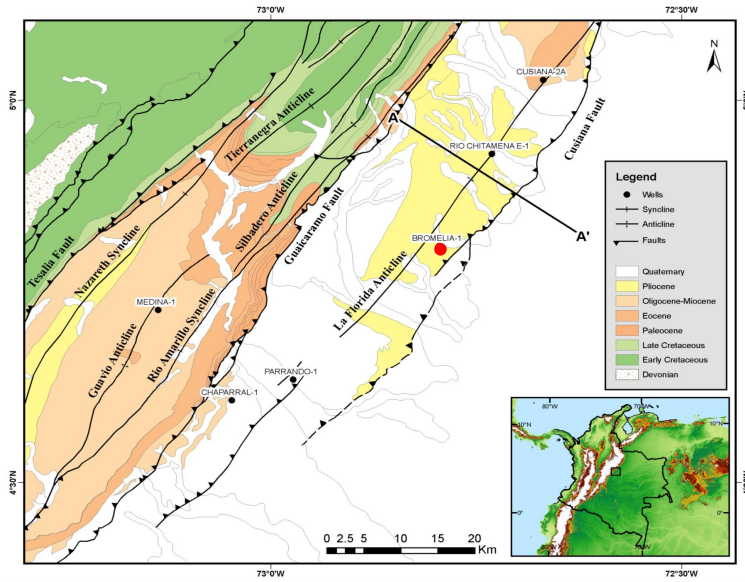 73°0'W
72°30'W
N
CUSIANA-2A
5°0'N
Tierranegra Anticline
A
RIO CHITAMENA E-1
Cusiana Fault
Legend
Wells
Syncline
Anticline
Faults
Quaternary
Pliocene
Oligocene-Miocene
Eocene
Paleocene
Late Cretaceous
Early Cretaceous
Devonian
Silbadero Anticline
Guaicaramo Fault
BROMELIA-1
A'
Tesalia Fault
Nazareth Syncline
La Florida Anticline
MEDINA-1
Guavio Anticline
Rio Amarillo Syncline
PARRANDO-1
CHAPARRAL-1
4°30'N
80°W
70°W
10°N
10°N
0°
0°
80°W
70°W
0 2.5 5 10 15 20
Km
73°0'W
72°30'W